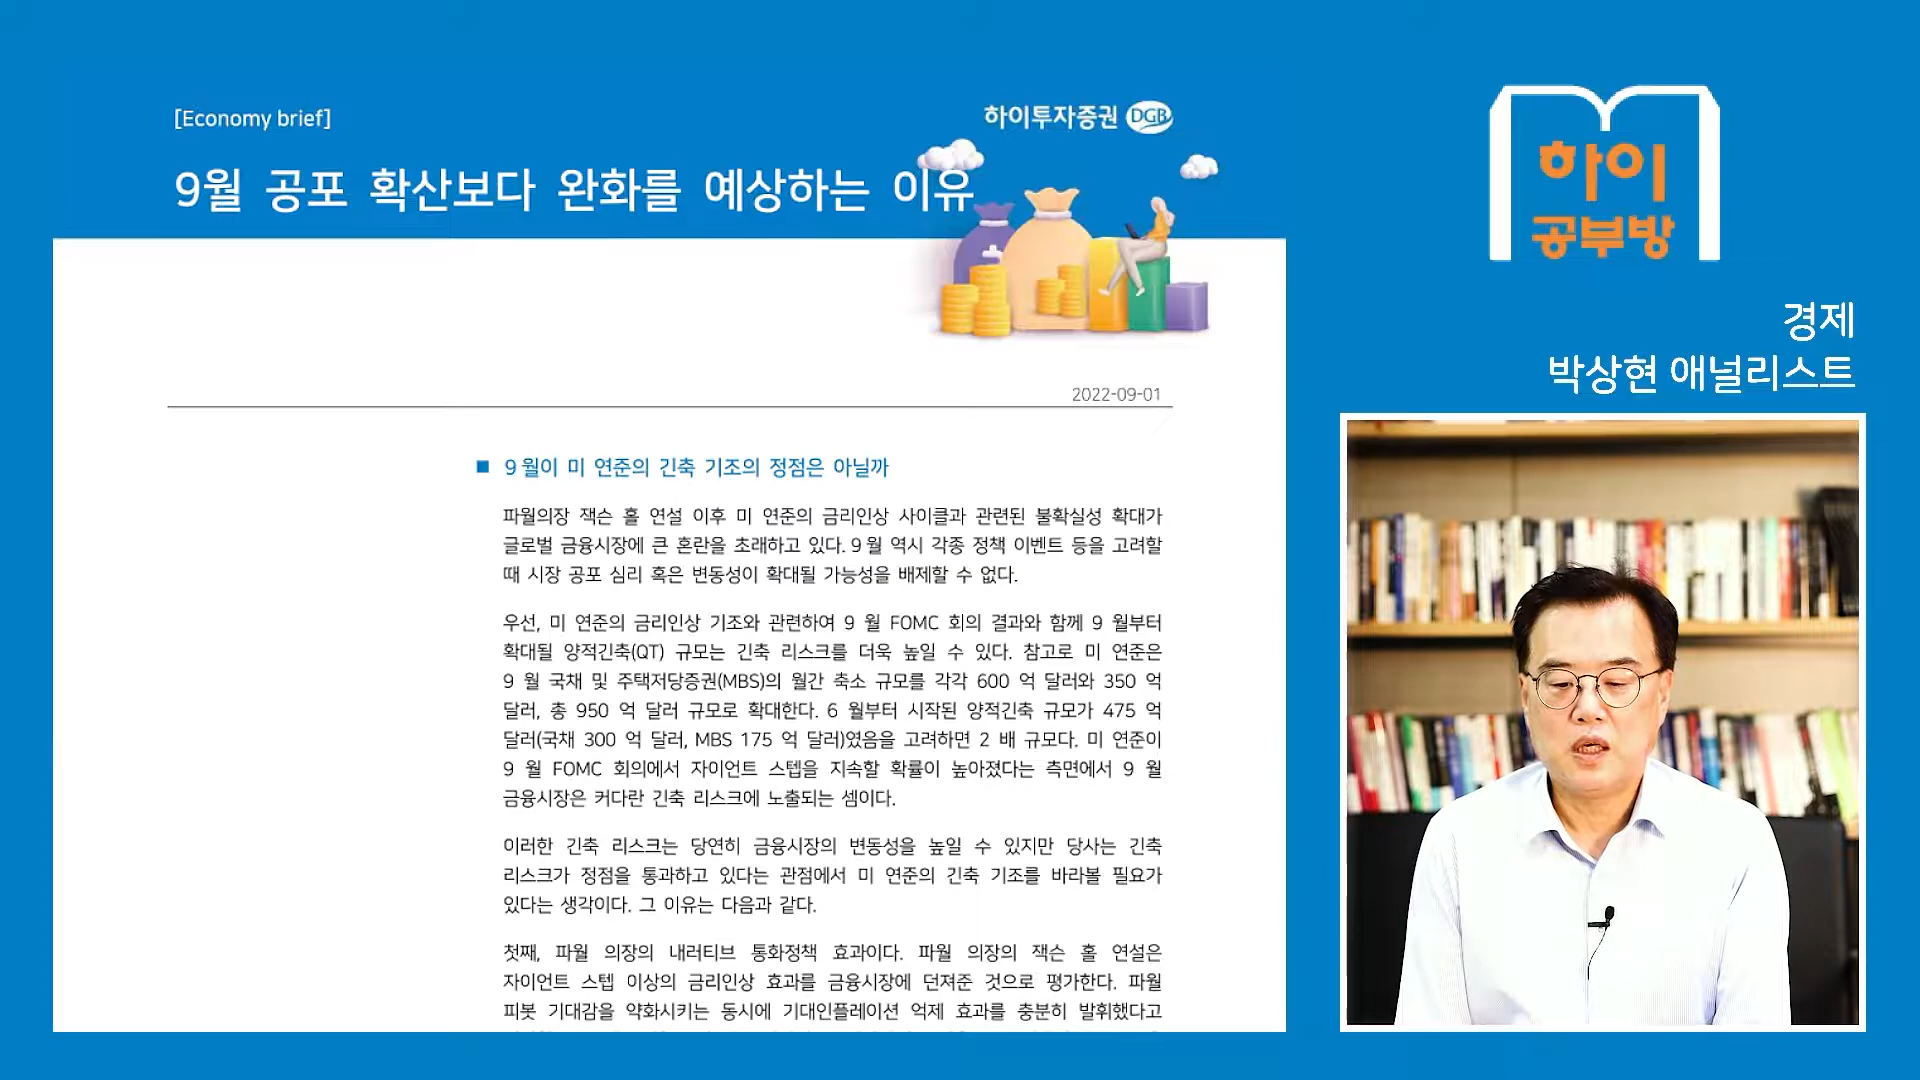 [Economy brief]
하이투자증권 DGB
9월 공포 확산보다 완화를 예상하는 이유
2022-09-01
■ 9월이 미 연준의 긴축 기조의 정점은 아닐까
파월의장 잭슨 홀 연설 이후 미 연준의 금리인상 사이클과 관련된 불확실성 확대가
글로벌 금융시장에 큰 혼란을 초래하고 있다. 9월 역시 각종 정책 이벤트 등을 고려할
때 시장 공포 심리 혹은 변동성이 확대될 가능성을 배제할 수 없다.
우선, 미 연준의 금리인상 기조와 관련하여 9 월 FOMC 회의 결과와 함께 9 월부터
확대될 양적긴축(QT) 규모는 긴축 리스크를 더욱 높일 수 있다. 참고로 미 연준은
9 월 국채 및 주택저당증권(MBS)의 월간 축소 규모를 각각 600 억 달러와 350 억
달러, 총 950 억 달러 규모로 확대한다. 6 월부터 시작된 양적긴축 규모가 475 억
달러(국채 300 억 달러, MBS 175 억 달러)였음을 고려하면 2 배 규모다. 미 연준이
9 월 FOMC 회의에서 자이언트 스텝을 지속할 확률이 높아졌다는 측면에서 9 월
금융시장은 커다란 긴축 리스크에 노출되는 셈이다.
이러한 긴축 리스크는 당연히 금융시장의 변동성을 높일 수 있지만 당사는 긴축
리스크가 정점을 통과하고 있다는 관점에서 미 연준의 긴축 기조를 바라볼 필요가
있다는 생각이다. 그 이유는 다음과 같다.
첫째, 파월 의장의 내러티브 통화정책 효과이다. 파월 의장의 잭슨 홀 연설은
자이언트 스텝 이상의 금리인상 효과를 금융시장에 던져준 것으로 평가한다. 파월
피봇 기대감을 약화시키는 동시에 기대인플레이션 억제 효과를 충분히 발휘했다고
하이
공부방
경제
박상현 애널리스트